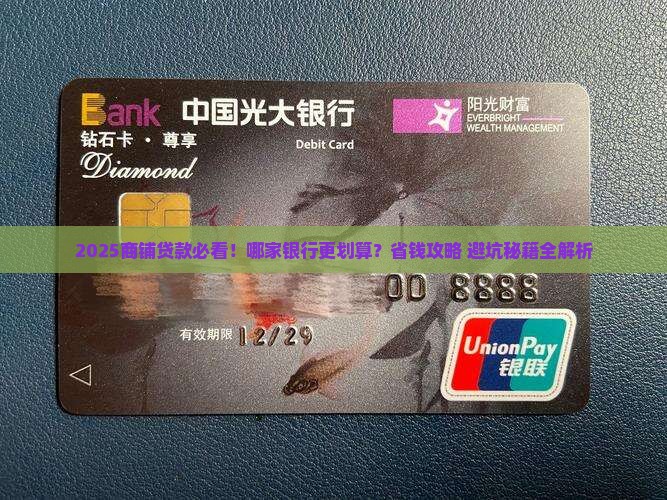 Bank 中国光大银行
Debit Card
阳光财富
EVERBRIGHT
WEALTH MANAGEMENT
钻石卡 · 尊享
Diamond
2025商铺贷款必看！哪家银行更划算？省钱攻略 避坑秘籍全解析
00 8888
有效期限 12/29
UnionPay
银联